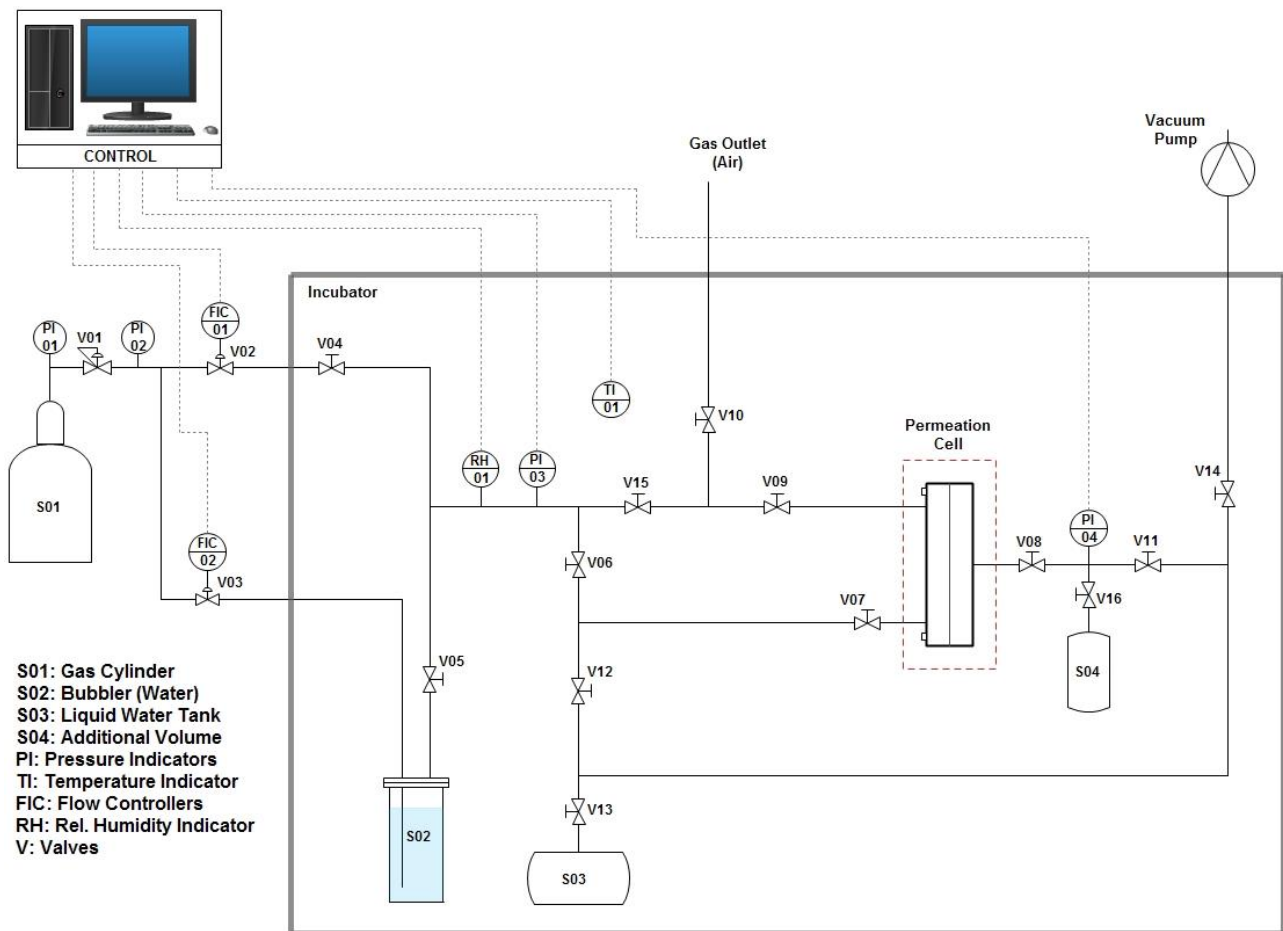 CONTROL
Gas Outlet
(Air)
Vacuum
Pump
Incubator
PI
01
V01
PI
02
FIC
01
V02
V04
TI
01
V10
Permeation
Cell
S01
RH
01
PI
03
V15
V09
V14
FIC
02
V03
V06
V07
V08
PI
04
V11
V16
V05
V12
S04
S01: Gas Cylinder
S02: Bubbler (Water)
S03: Liquid Water Tank
S04: Additional Volume
PI: Pressure Indicators
TI: Temperature Indicator
FIC: Flow Controllers
RH: Rel. Humidity Indicator
V: Valves
S02
V13
S03